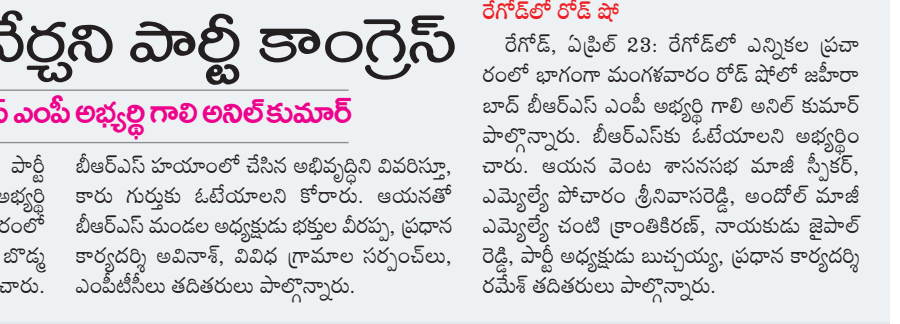 నేర్చని పార్టీ కాంగ్రెస్
ఎంపీ అభ్యర్థి గాలి అనిల్‌కుమార్
పార్టీ
అభ్యర్థి
రంలో
బొడ్మ
చారు.
బీఆర్ఎస్ హయాంలో చేసిన అభివృద్ధిని వివరిస్తూ,
కారు గుర్తుకు ఓటేయాలని కోరారు. ఆయనతో
బీఆర్ఎస్ మండల అధ్యక్షుడు భక్తుల వీరప్ప, ప్రధాన
కార్యదర్శి అవినాశ్, వివిధ గ్రామాల సర్పంచ్‌లు,
ఎంపీటీసీలు తదితరులు పాల్గొన్నారు.
రేగోడ్‌లో రోడ్ షో
రేగోడ్, ఏప్రిల్ 23: రేగోడ్‌లో ఎన్నికల ప్రచా
రంలో భాగంగా మంగళవారం రోడ్ షోలో జహీరా
బాద్ బీఆర్ఎస్ ఎంపీ అభ్యర్థి గాలి అనిల్ కుమార్
పాల్గొన్నారు. బీఆర్ఎస్‌కు ఓటేయాలని అభ్యర్థిం
చారు. ఆయన వెంట శాసనసభ మాజీ స్పీకర్,
ఎమ్మెల్యే పోచారం శ్రీనివాసరెడ్డి, అందోల్ మాజీ
ఎమ్మెల్యే చంటి క్రాంతికిరణ్, నాయకుడు జైపాల్
రెడ్డి, పార్టీ అధ్యక్షుడు బుచ్చయ్య, ప్రధాన కార్యదర్శి
రమేశ్ తదితరులు పాల్గొన్నారు.